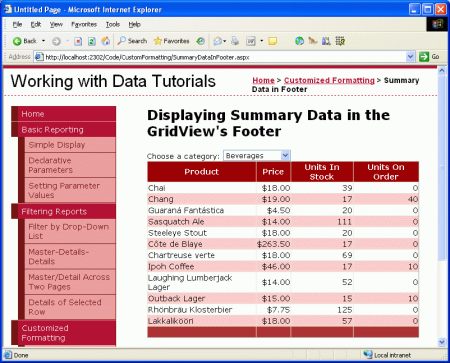 Untitled Page - Microsoft Internet Explorer
File Edit View Favorites Tools Help
Back Search Favorites
Address http://localhost:2302/Code/CustomFormatting/SummaryDataInFooter.aspx Go
Working with Data Tutorials
Home > Customized Formatting > Summary
Data in Footer
Home
Basic Reporting
Simple Display
Declarative
Parameters
Setting Parameter
Values
Filtering Reports
Filter by Drop-Down
List
Master-Details-
Details
Master/Detail Across
Two Pages
Details of Selected
Row
Customized
Formatting
Displaying Summary Data in the
GridView's Footer
Choose a category: Beverages
Product Price Units In Stock Units On Order
Chai $18.00 39 0
Chang $19.00 17 40
Guaraná Fantástica $4.50 20 0
Sasquatch Ale $14.00 111 0
Steeleye Stout $18.00 20 0
Côte de Blaye $263.50 17 0
Chartreuse verte $18.00 69 0
Ipoh Coffee $46.00 17 10
Laughing Lumberjack
Lager $14.00 52 0
Outback Lager $15.00 15 10
Rhönbräu Klosterbier $7.75 125 0
Lakkalikööri $18.00 57 0
Done Local intranet